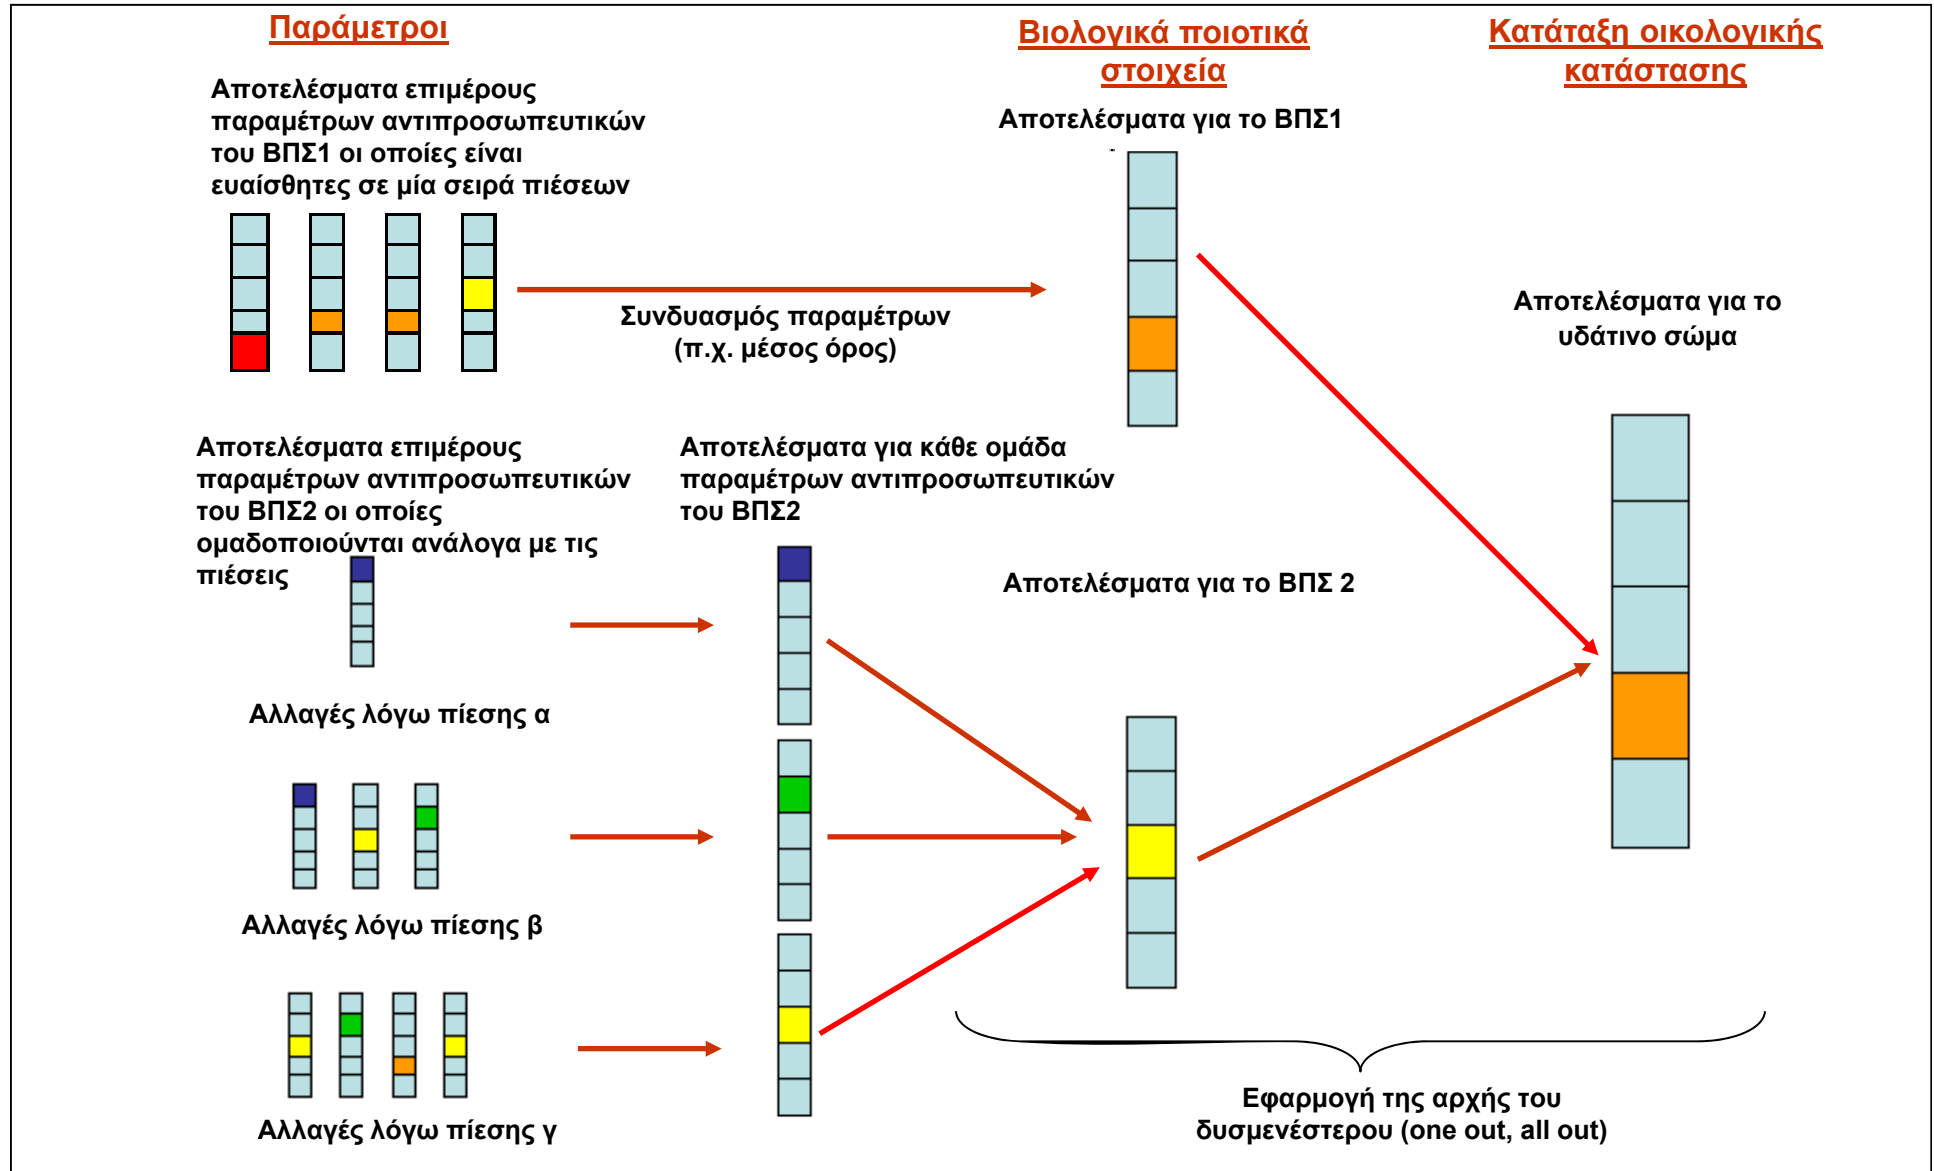 Παράμετροι
Βιολογικά ποιοτικά
στοιχεία
Κατάταξη οικολογικής
κατάστασης
Αποτελέσματα επιμέρους
παραμέτρων αντιπροσωπευτικών
του ΒΠΣ1 οι οποίες είναι
ευαίσθητες σε μία σειρά πιέσεων
Αποτελέσματα για το ΒΠΣ1
Συνδυασμός παραμέτρων
(π.χ. μέσος όρος)
Αποτελέσματα για το
υδάτινο σώμα
Αποτελέσματα επιμέρους
παραμέτρων αντιπροσωπευτικών
του ΒΠΣ2 οι οποίες
ομαδοποιούνται ανάλογα με τις
πιέσεις
Αποτελέσματα για κάθε ομάδα
παραμέτρων αντιπροσωπευτικών
του ΒΠΣ2
Αποτελέσματα για το ΒΠΣ 2
Αλλαγές λόγω πίεσης α
Αλλαγές λόγω πίεσης β
Αλλαγές λόγω πίεσης γ
Εφαρμογή της αρχής του
δυσμενέστερου (one out, all out)